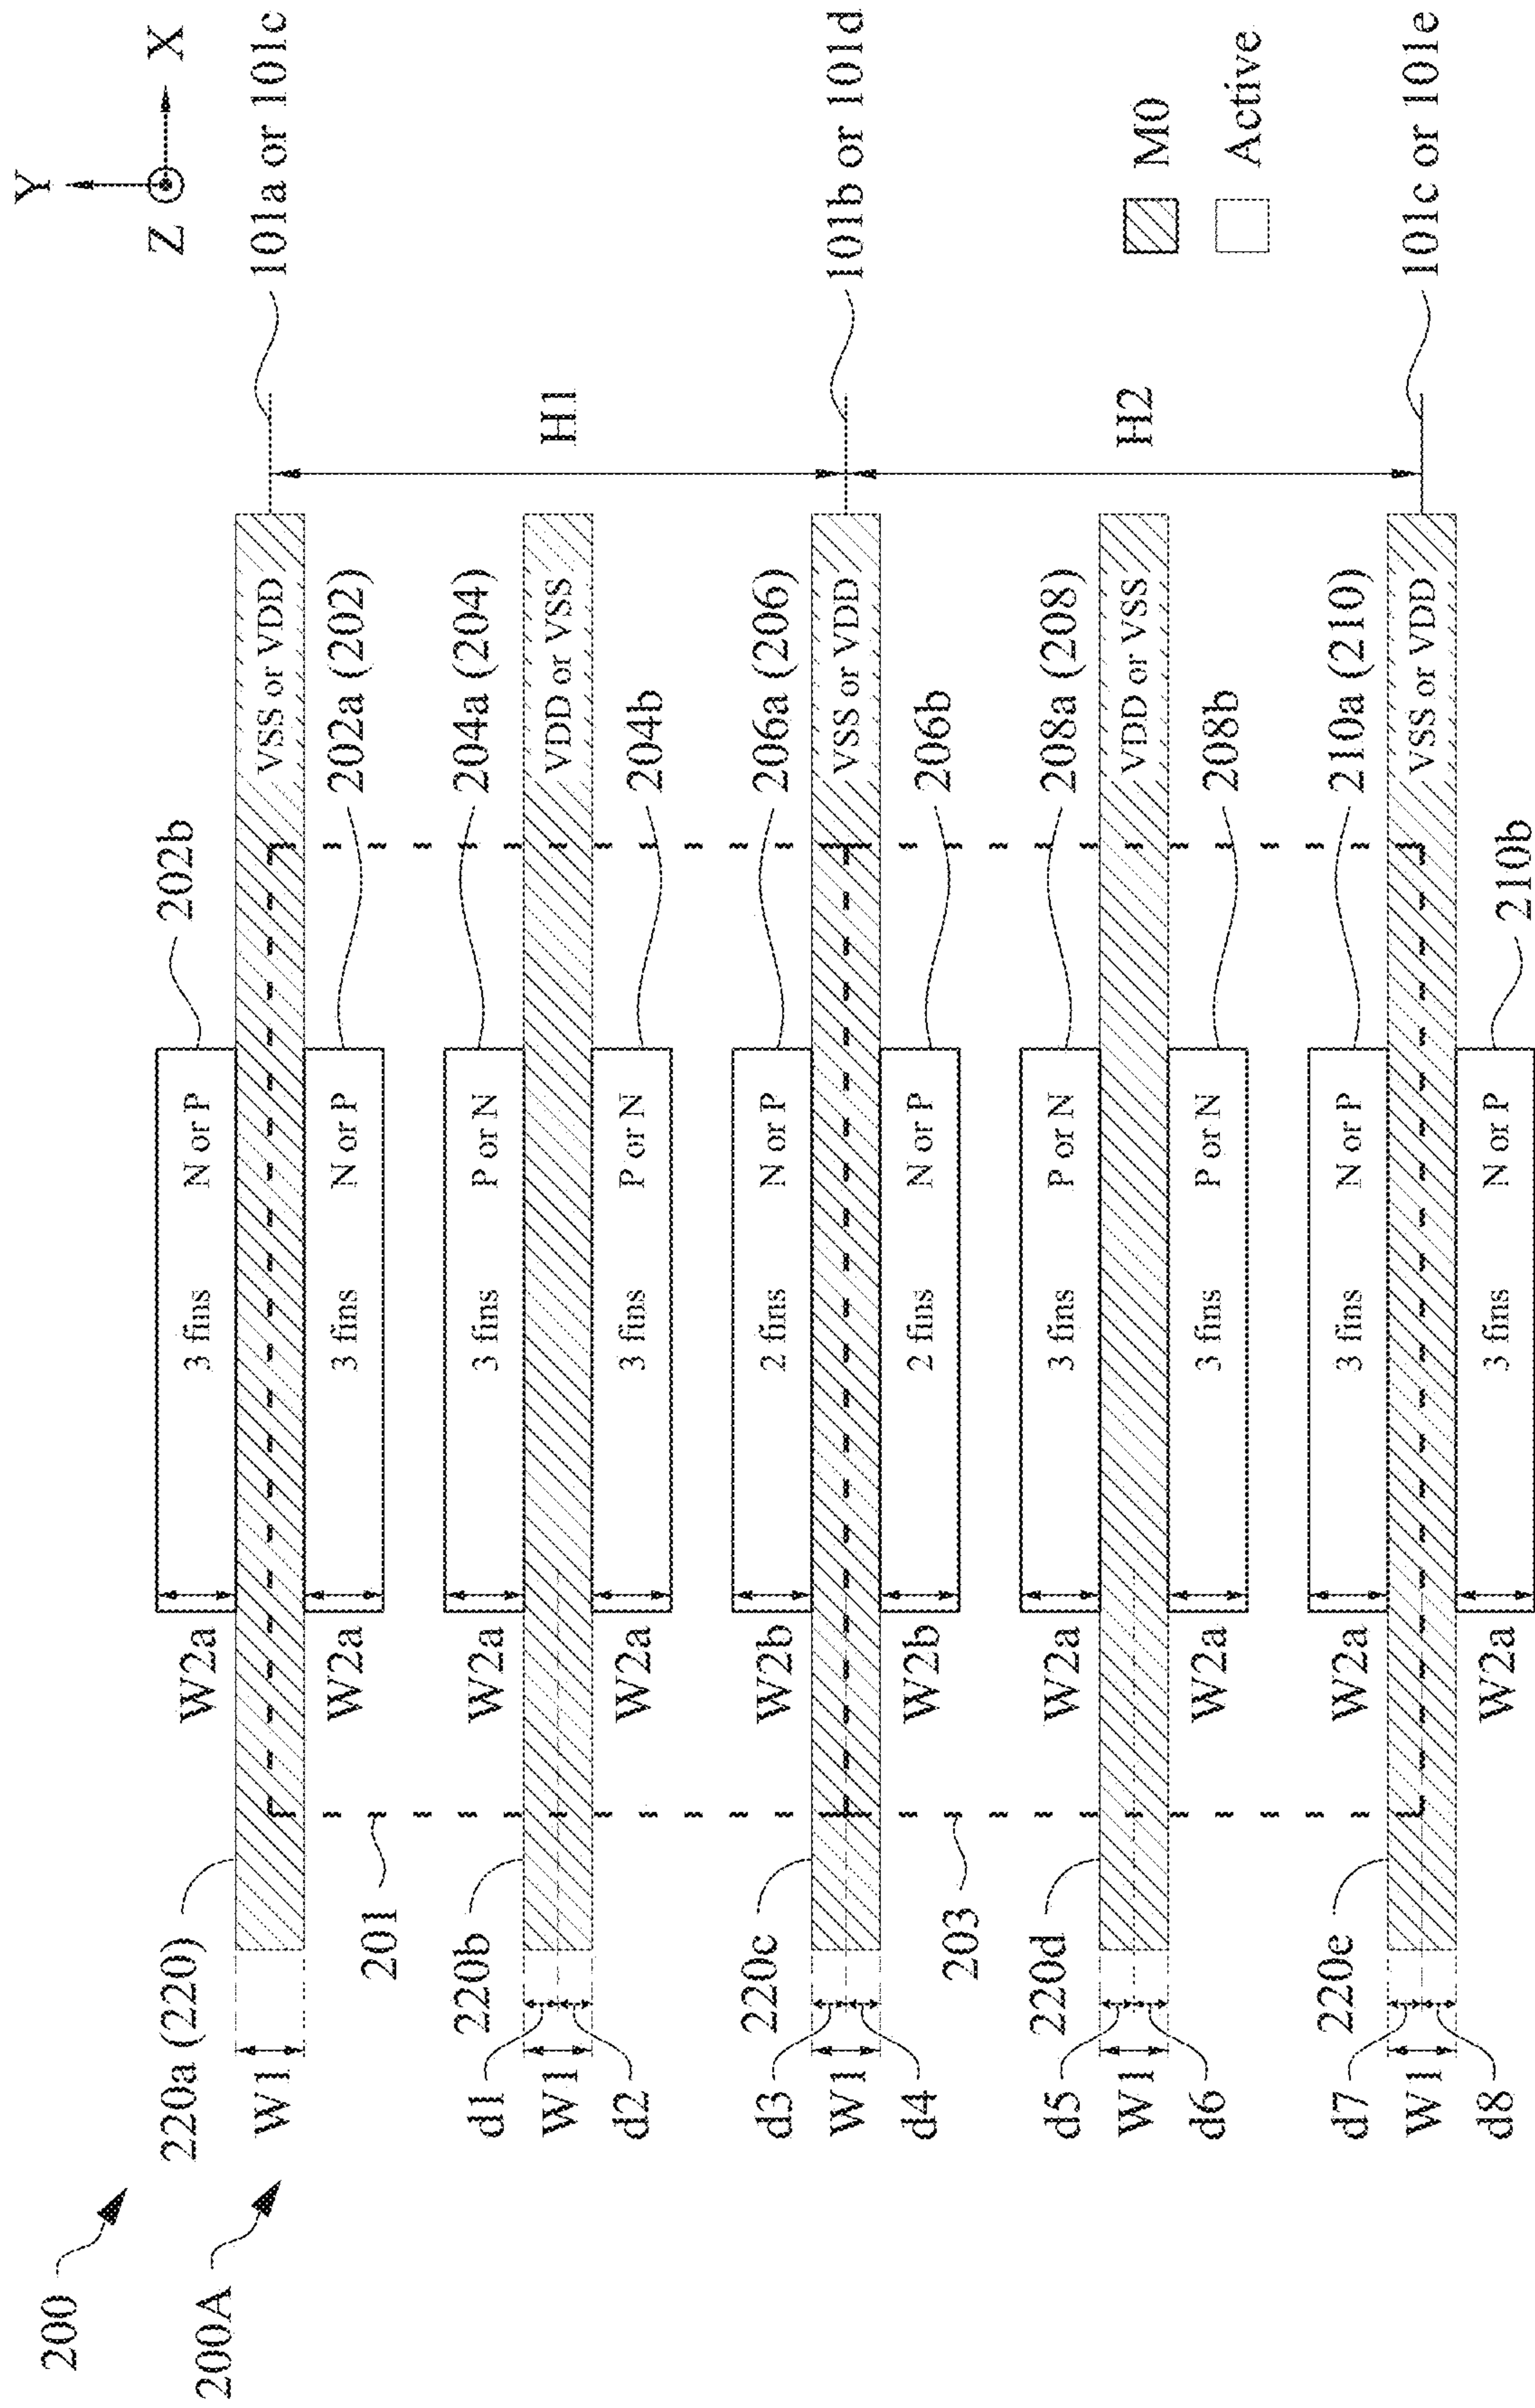 200
200A
Y
Z
X
220a (220)
W1
W2a
3 fins
N or P
202b
VSS or VDD
101a or 101c
201
W2a
3 fins
N or P
202a (202)
H1
220b
d1
W1
d2
W2a
3 fins
P or N
204a (204)
VDD or VSS
W2a
3 fins
P or N
204b
220c
d3
W1
d4
W2b
2 fins
N or P
206a (206)
VSS or VDD
101b or 101d
203
W2b
2 fins
N or P
206b
H2
220d
d5
W1
d6
W2a
3 fins
P or N
208a (208)
VDD or VSS
M0
Active
W2a
3 fins
P or N
208b
220e
d7
W1
d8
W2a
3 fins
N or P
210a (210)
VSS or VDD
101c or 101e
W2a
3 fins
N or P
210b